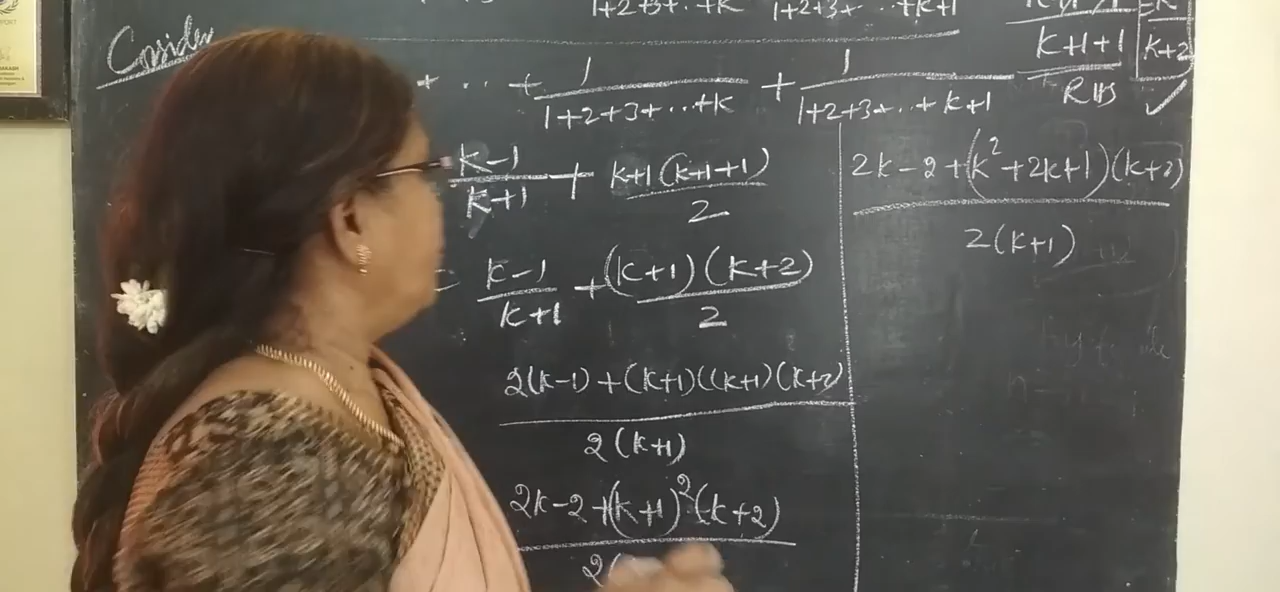 1+2+3+..+k 1+2+3+...+k+1
Cosider
+ ... + 1/(1+2+3+...+k) + 1/(1+2+3+...+k+1)
k+1+1
RHS
k+2
(k-1)/(k+1) + k+1(k+1+1)/2
= (k-1)/(k+1) + (k+1)(k+2)/2
2(k-1)+(k+1)((k+1)(k+2)
2(k+1)
2k-2+(k+1)²(k+2)
2(
2k-2+(k²+2k+1)(k+2)
2(k+1)